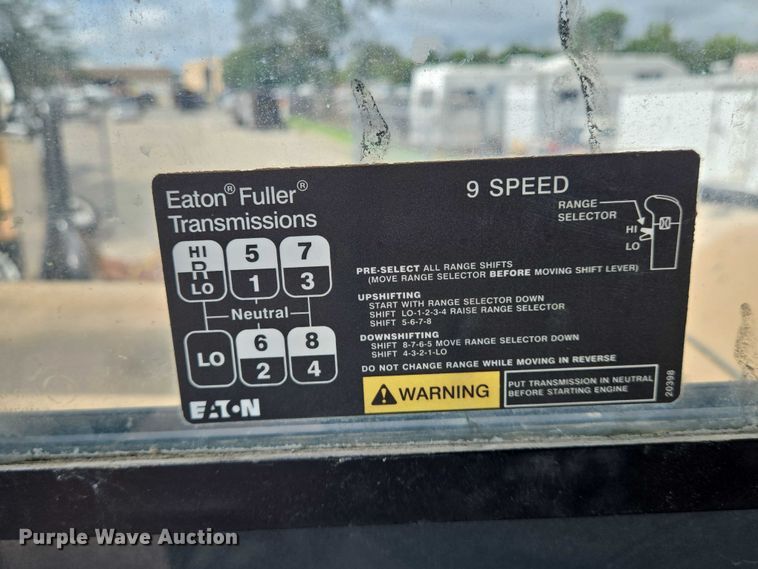 Eaton® Fuller®
Transmissions
9 SPEED
RANGE
SELECTOR
HI
LO
HI
R
LO
5
1
7
3
Neutral
LO
6
2
8
4
PRE-SELECT ALL RANGE SHIFTS
(MOVE RANGE SELECTOR BEFORE MOVING SHIFT LEVER)
UPSHIFTING
START WITH RANGE SELECTOR DOWN
SHIFT LO-1-2-3-4 RAISE RANGE SELECTOR
SHIFT 5-6-7-8
DOWNSHIFTING
SHIFT 8-7-6-5 MOVE RANGE SELECTOR DOWN
SHIFT 4-3-2-1-LO
DO NOT CHANGE RANGE WHILE MOVING IN REVERSE
WARNING
PUT TRANSMISSION IN NEUTRAL
BEFORE STARTING ENGINE
20398
EATON
Purple Wave Auction